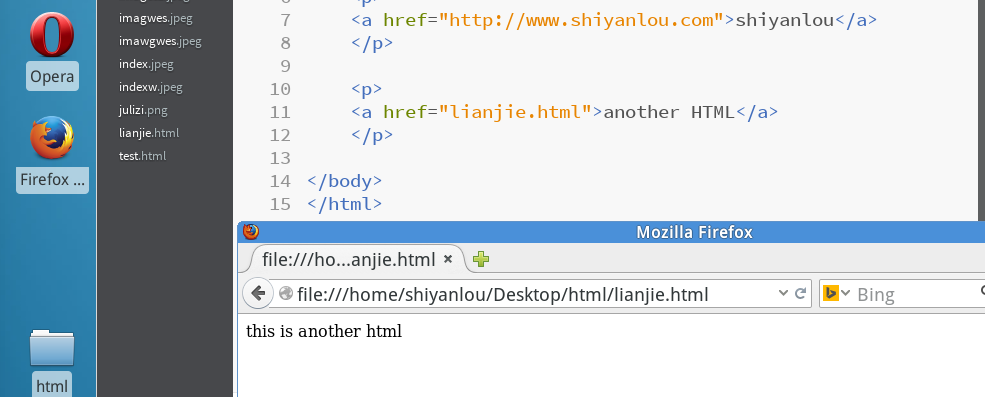 Opera
Firefox ...
html
imagwes.jpeg
imawgwes.jpeg
index.jpeg
indexw.jpeg
julizi.png
lianjie.html
test.html
7 <a href="http://www.shiyanlou.com">shiyanlou</a>
8 </p>
9
10 <p>
11 <a href="lianjie.html">another HTML</a>
12 </p>
13
14 </body>
15 </html>
Mozilla Firefox
file:///ho...anjie.html ×
file:///home/shiyanlou/Desktop/html/lianjie.html
Bing
this is another html